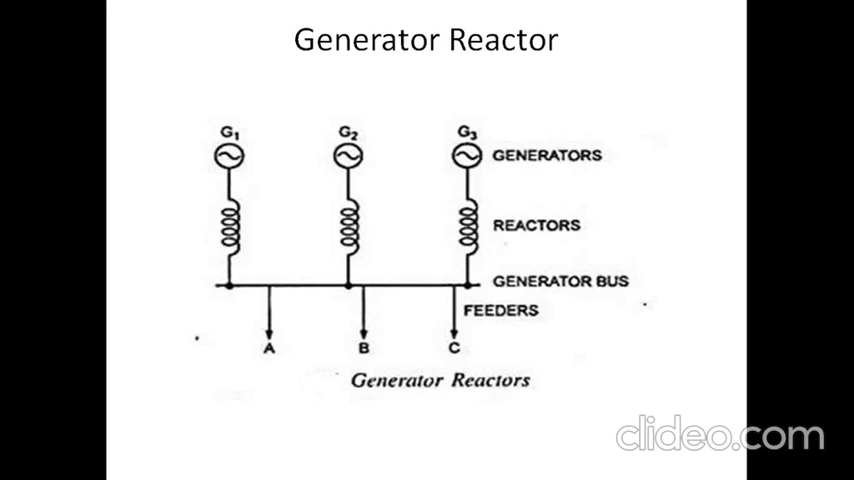 Generator Reactor
G1 G2 G3
GENERATORS
REACTORS
GENERATOR BUS
FEEDERS
A B C
Generator Reactors
clideo.com